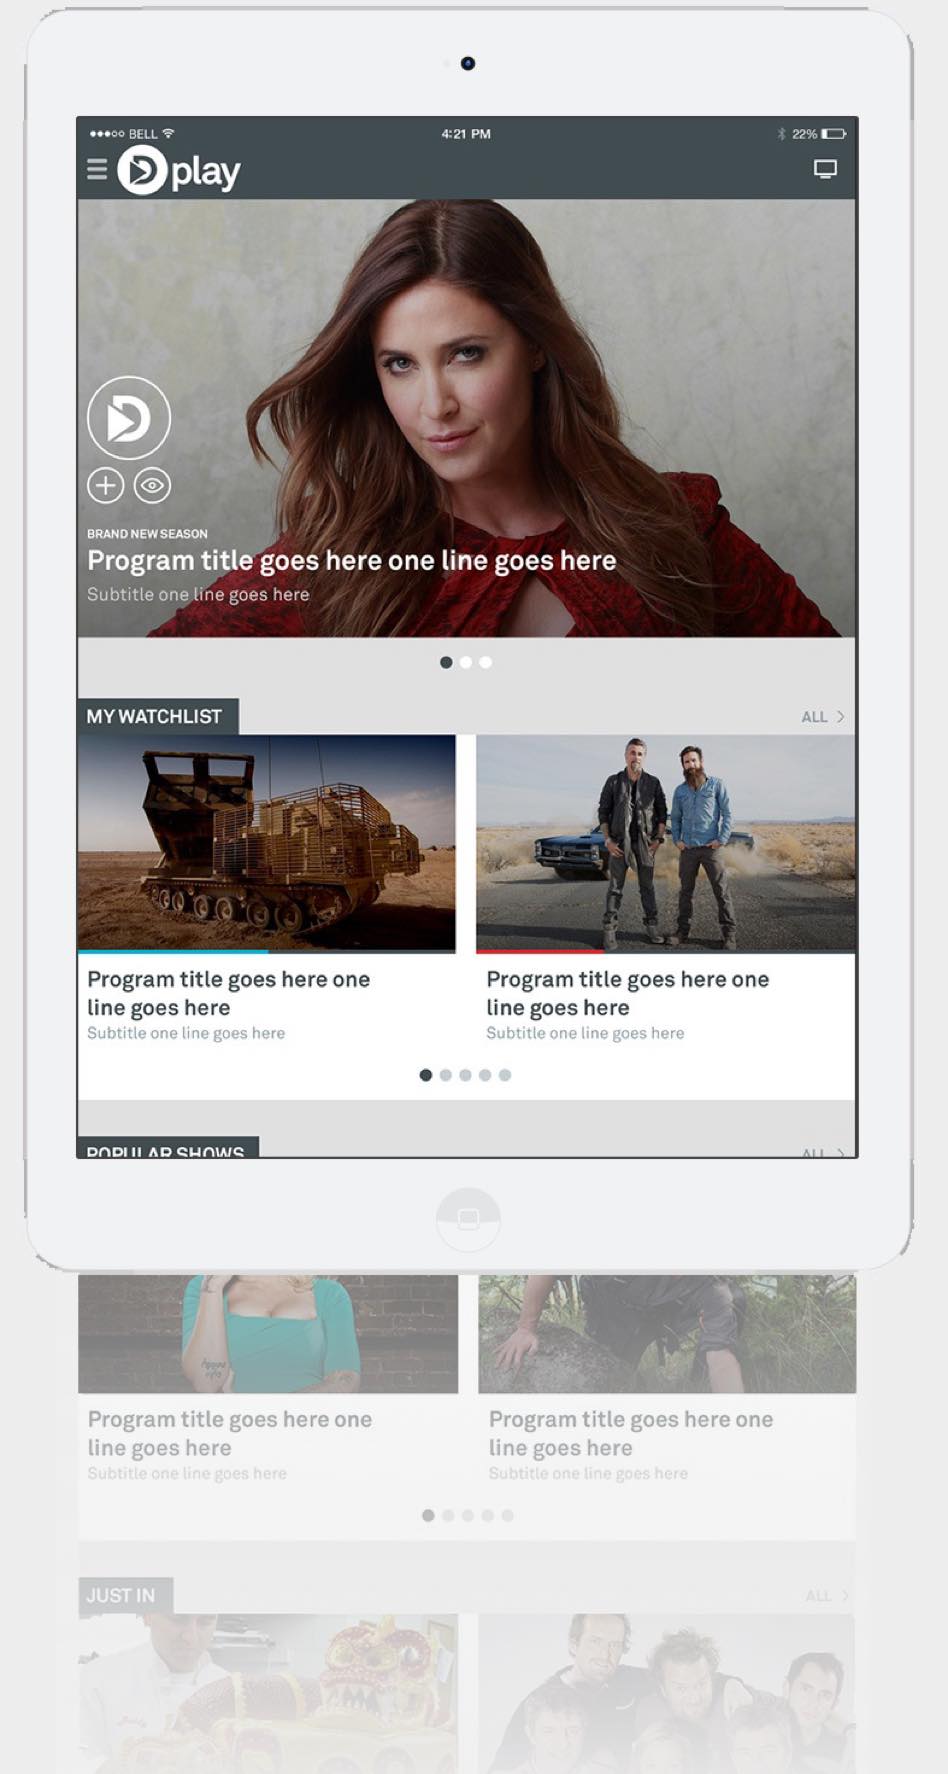 BELL
4:21 PM
22%
Dplay
BRAND NEW SEASON
Program title goes here one line goes here
Subtitle one line goes here
MY WATCHLIST
ALL
Program title goes here one
line goes here
Subtitle one line goes here
Program title goes here one
line goes here
Subtitle one line goes here
POPULAR SHOWS
ALL
Program title goes here one
line goes here
Subtitle one line goes here
Program title goes here one
line goes here
Subtitle one line goes here
JUST IN
ALL